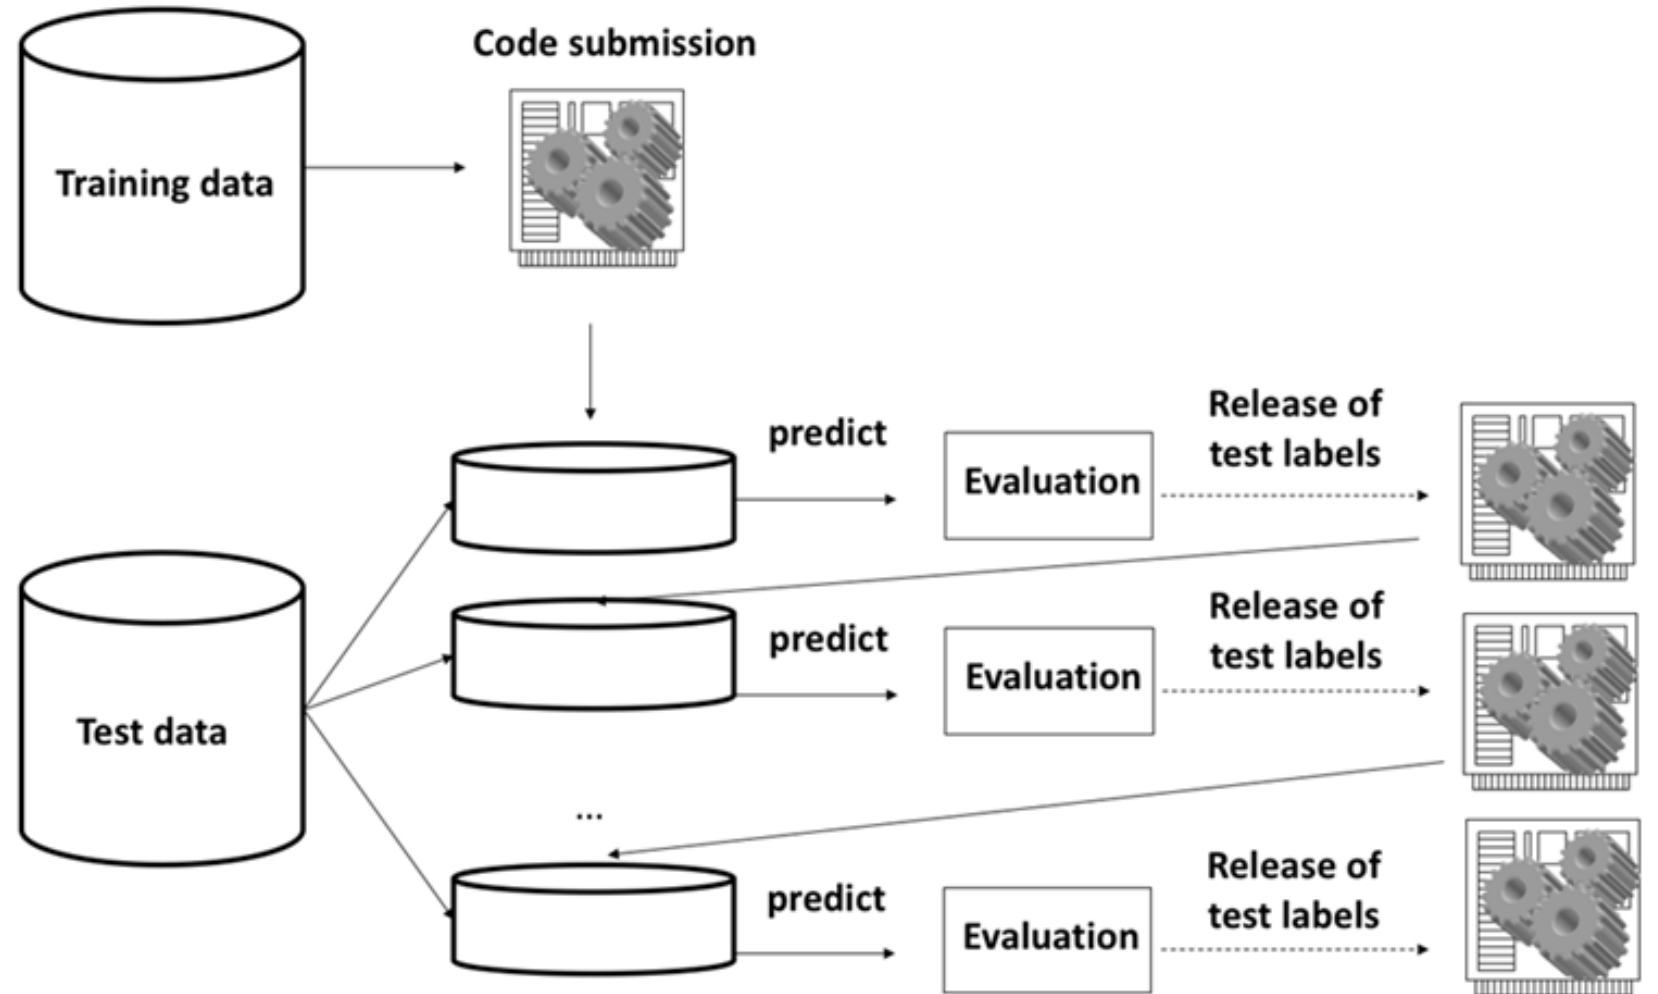 Code submission
Training data
predict
Evaluation
Release of
test labels
predict
Evaluation
Release of
test labels
Test data
...
predict
Evaluation
Release of
test labels